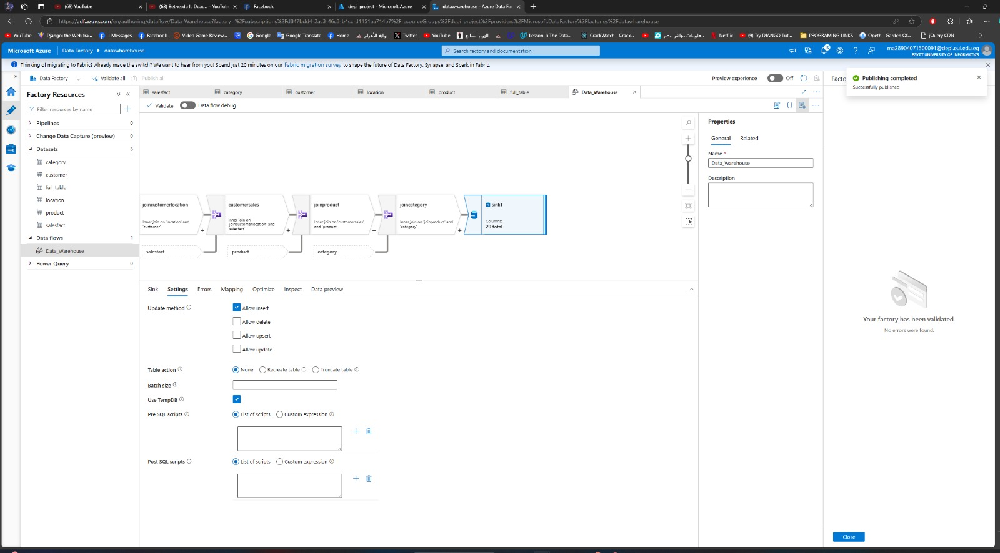 (68) YouTube
(68) Bethesda Is Dead... - YouTub
Facebook
depi_project - Microsoft Azure
datawharehouse - Azure Data Fa
https://adf.azure.com/en/authoring/dataflow/Data_Warehouse?factory=%2Fsubscriptions%2Fd847bdd4-2ac3-46c8-b4cc-d1151aa714b7%2FresourceGroups%2Fdepi_project%2Fproviders%2FMicrosoft.DataFactory%2Ffactories%2Fdatawharehouse
YouTube
Django: the Web fra...
1 Messages
Facebook
Video Game Review...
Google
Google Translate
Home
بوابة الأهرام
Twitter
YouTube
اليوم السابع
Lesson 1: The Data...
CrackWatch - Crack...
معلومات مباشر مصر
Netflix
(9) Try DJANGO Tut...
PROGRAMING LINKS
Opeth - Garden Of...
jQuery CDN
Microsoft Azure
Data Factory
datawharehouse
Search factory and documentation
16
ma28904071300091@depi.eui.edu.eg
EGYPT UNIVERSITY OF INFORMATICS
Thinking of migrating to Fabric? Already made the switch? We want to hear from you! Spend just 20 minutes on our Fabric migration survey to shape the future of Data Factory, Synapse, and Spark in Fabric.
Data Factory
Validate all
Publish all
Preview experience
Off
Facto
Publishing completed
Successfully published
Factory Resources
Filter resources by name
Pipelines 0
Change Data Capture (preview) 0
Datasets 6
category
customer
full_table
location
product
salesfact
Data flows 1
Data_Warehouse
Power Query 0
salesfact
category
customer
location
product
full_table
Data_Warehouse
Validate
Data flow debug
joincustomerlocation
Inner join on 'location' and
'customer'
customersales
Inner join on
'joincustomerlocation' and
'salesfact'
joinproduct
Inner join on 'customersales'
and 'product'
joincategory
Inner join on 'joinproduct' and
'category'
sink1
Columns:
20 total
salesfact
product
category
Sink
Settings
Errors
Mapping
Optimize
Inspect
Data preview
Update method
Allow insert
Allow delete
Allow upsert
Allow update
Table action
None
Recreate table
Truncate table
Batch size
Use TempDB
Pre SQL scripts
List of scripts
Custom expression
Post SQL scripts
List of scripts
Custom expression
Properties
General
Related
Name *
Data_Warehouse
Description
Your factory has been validated.
No errors were found.
Close